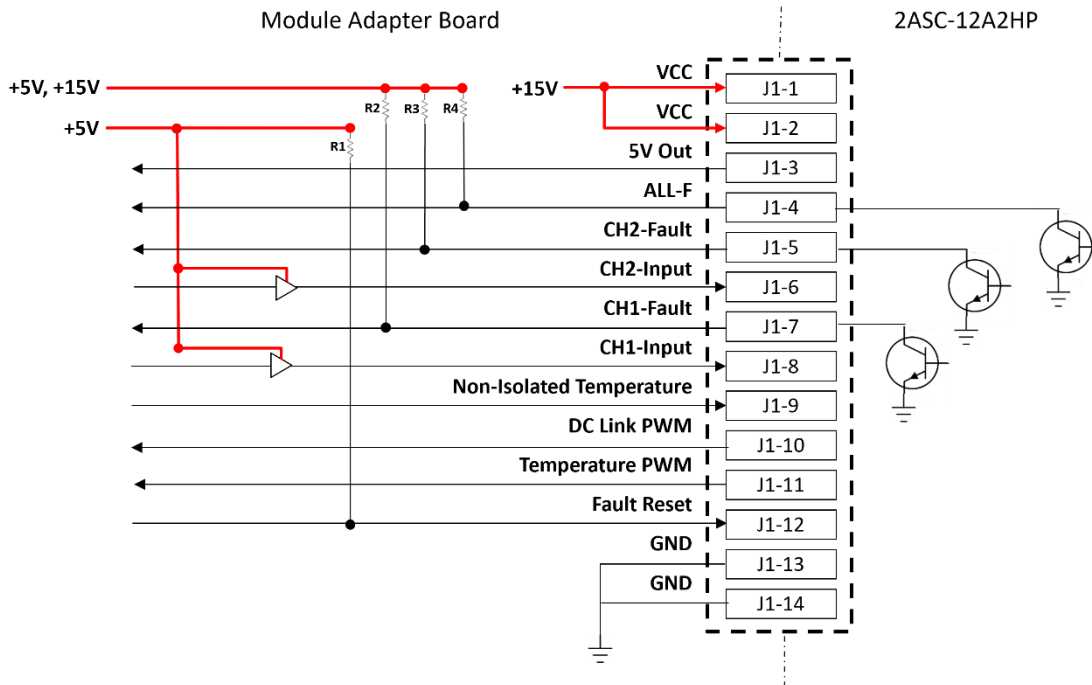 Module Adapter Board
2ASC-12A2HP
+5V, +15V
+5V
R1
R2
R3
R4
+15V
VCC
J1-1
VCC
J1-2
5V Out
J1-3
ALL-F
J1-4
CH2-Fault
J1-5
CH2-Input
J1-6
CH1-Fault
J1-7
CH1-Input
J1-8
Non-Isolated Temperature
J1-9
DC Link PWM
J1-10
Temperature PWM
J1-11
Fault Reset
J1-12
GND
J1-13
GND
J1-14